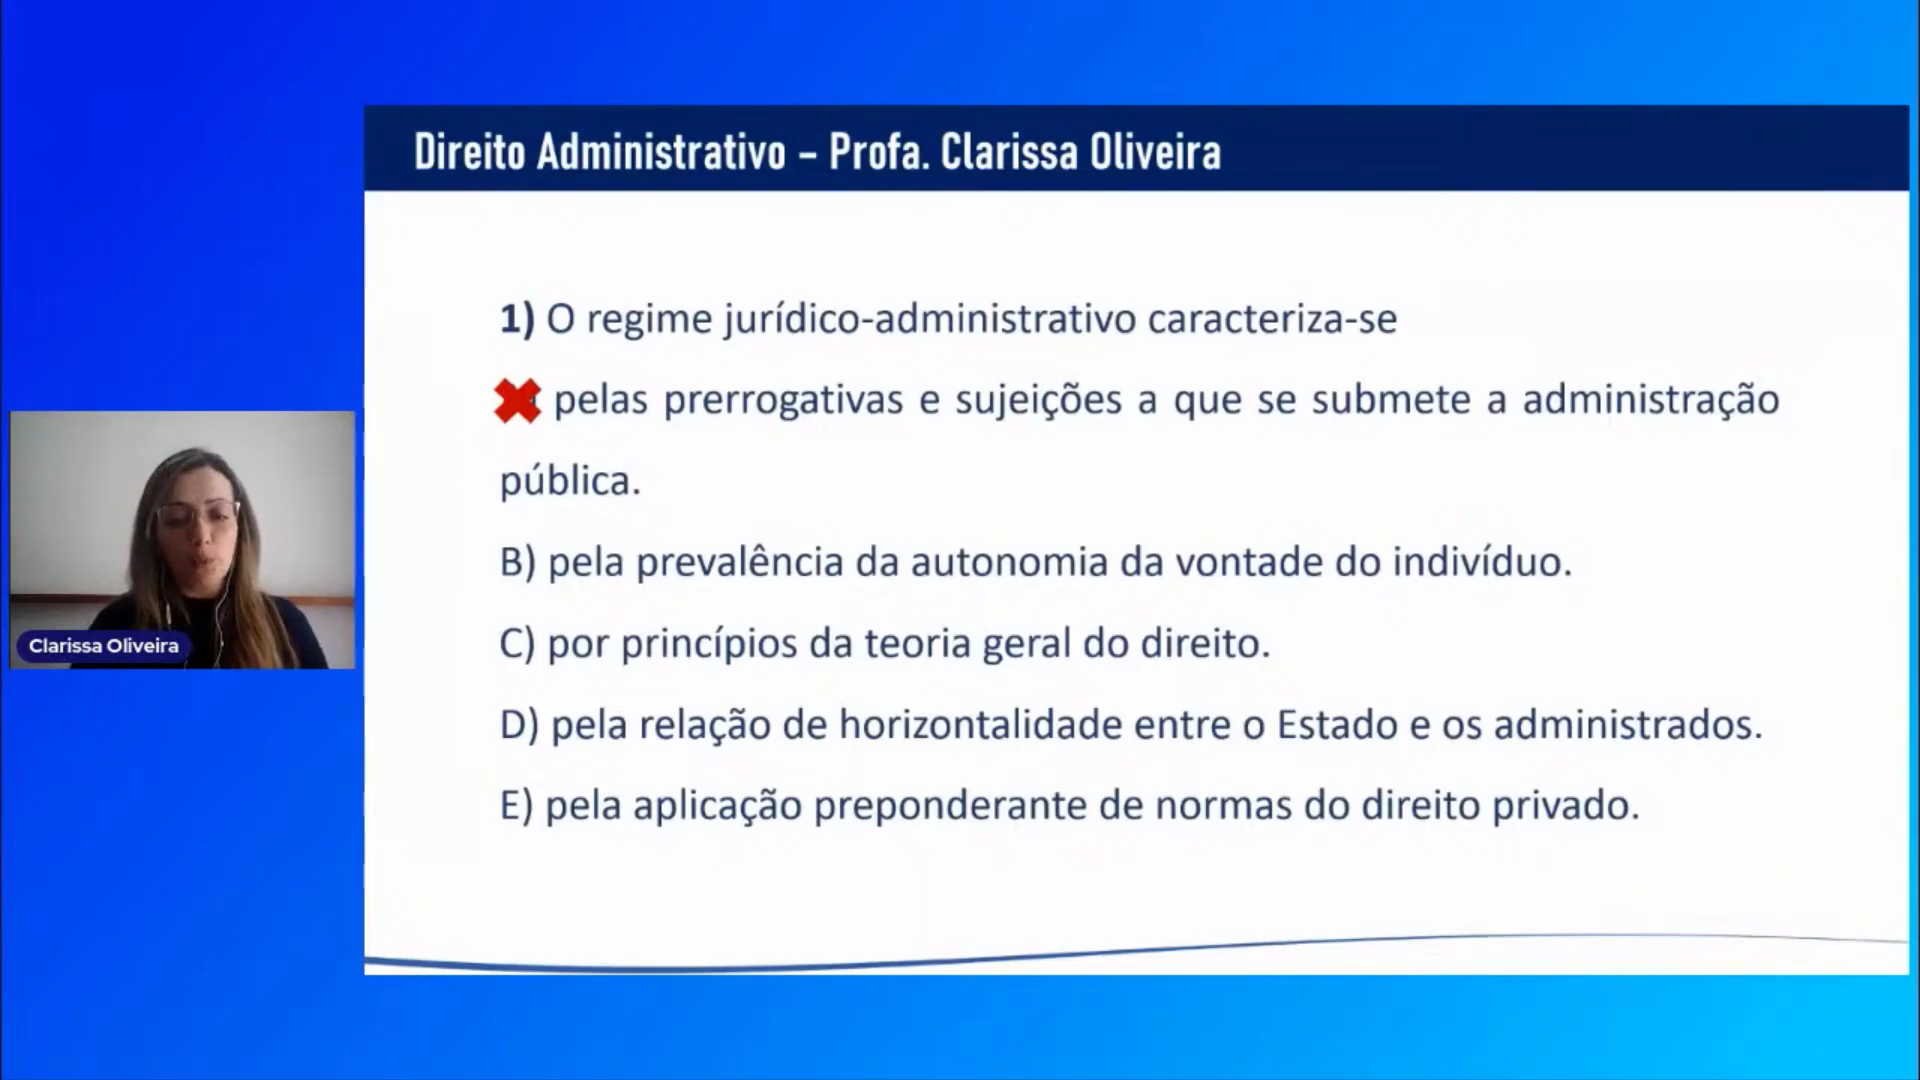 Direito Administrativo – Profa. Clarissa Oliveira
1) O regime jurídico-administrativo caracteriza-se
pelas prerrogativas e sujeições a que se submete a administração
pública.
B) pela prevalência da autonomia da vontade do indivíduo.
C) por princípios da teoria geral do direito.
D) pela relação de horizontalidade entre o Estado e os administrados.
E) pela aplicação preponderante de normas do direito privado.
Clarissa Oliveira